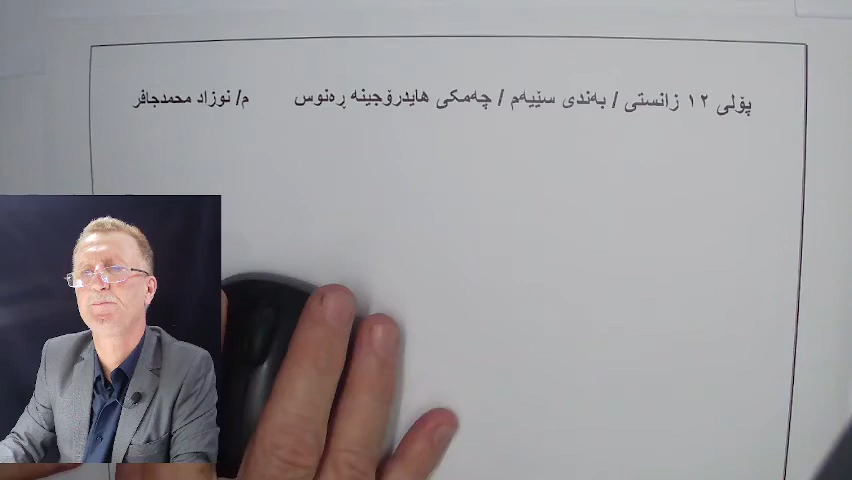 پۆلی ١٢ زانستی / بەندی سێیەم / چەمکی هایدرۆجینە ڕەنوس م/ نوزاد محمدجافر